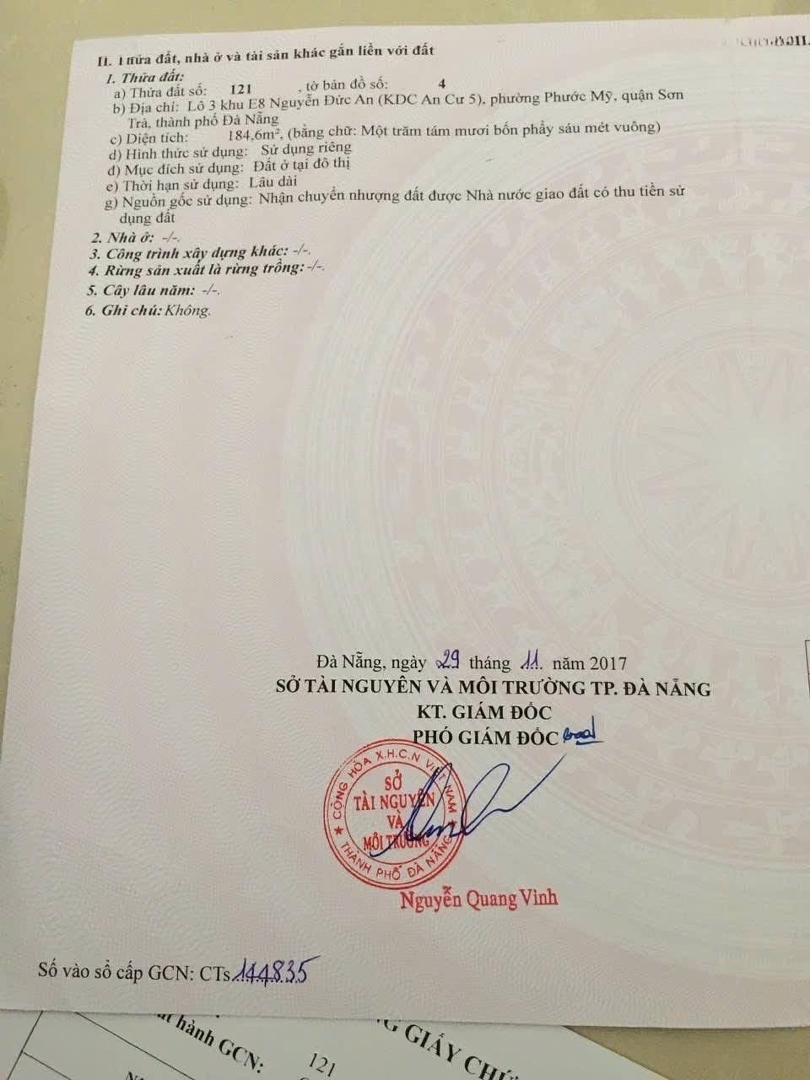 II. Thửa đất, nhà ở và tài sản khác gắn liền với đất
1. Thửa đất:
a) Thửa đất số: 121 , tờ bản đồ số: 4
b) Địa chỉ: Lô 3 khu E8 Nguyễn Đức An (KDC An Cư 5), phường Phước Mỹ, quận Sơn
Trà, thành phố Đà Nẵng
c) Diện tích: 184,6m², (bằng chữ: Một trăm tám mươi bốn phẩy sáu mét vuông)
d) Hình thức sử dụng: Sử dụng riêng
đ) Mục đích sử dụng: Đất ở tại đô thị
e) Thời hạn sử dụng: Lâu dài
g) Nguồn gốc sử dụng: Nhận chuyển nhượng đất được Nhà nước giao đất có thu tiền sử
dụng đất
2. Nhà ở: -/-.
3. Công trình xây dựng khác: -/-.
4. Rừng sản xuất là rừng trồng: -/-.
5. Cây lâu năm: -/-.
6. Ghi chú: Không.
Đà Nẵng, ngày 29 tháng 11. năm 2017
SỞ TÀI NGUYÊN VÀ MÔI TRƯỜNG TP. ĐÀ NẴNG
KT. GIÁM ĐỐC
PHÓ GIÁM ĐỐC
CỘNG HÒA X.H.C.N VIỆT NAM
SỞ
TÀI NGUYÊN
VÀ
MÔI TRƯỜNG
THÀNH PHỐ ĐÀ NẴNG
Nguyễn Quang Vinh
Số vào sổ cấp GCN: CTs 144835
hành GCN:
121
GIẤY